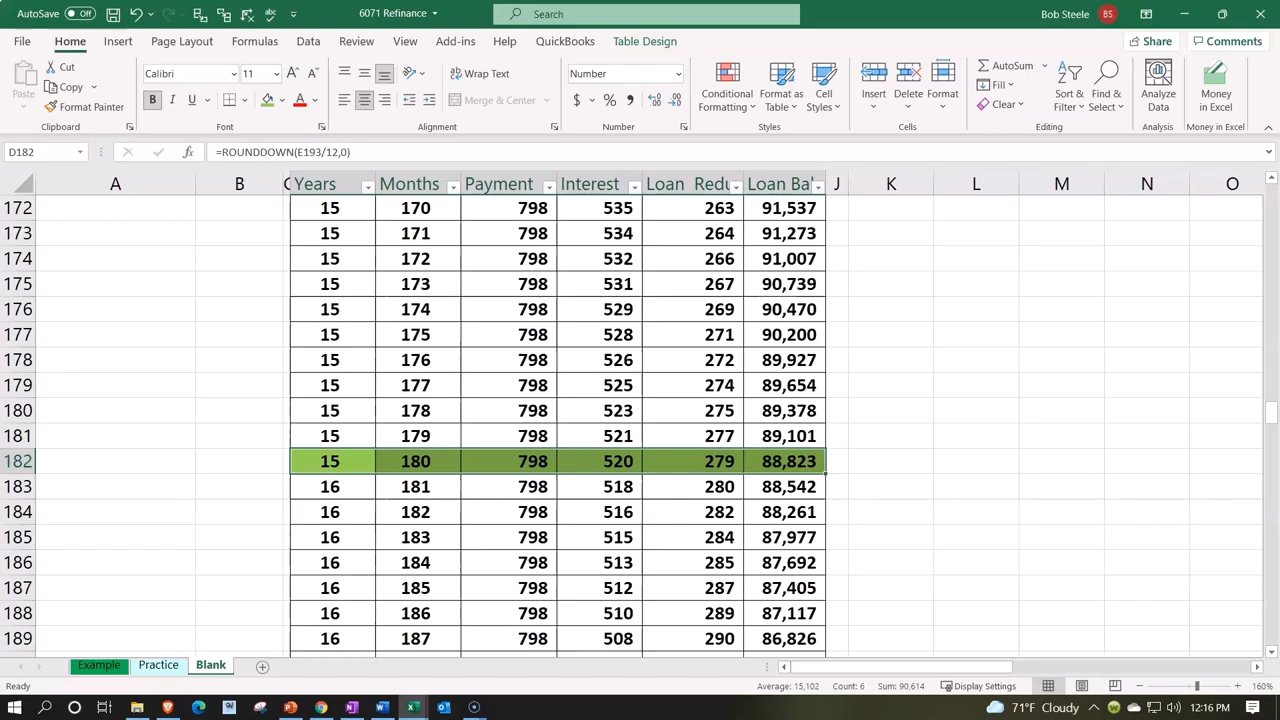 AutoSave Off 6071 Refinance Search Bob Steele BS
File Home Insert Page Layout Formulas Data Review View Add-ins Help QuickBooks Table Design Share Comments
Paste Cut Copy Format Painter Clipboard
Calibri 11 B I U Font
Wrap Text Merge & Center Alignment
Number $ % , Number
Conditional Formatting Format as Table Cell Styles Styles
Insert Delete Format Cells
AutoSum Fill Clear Sort & Filter Find & Select Editing
Analyze Data Analysis
Money in Excel Money in Excel
D182 fx =ROUNDDOWN(E193/12,0)
A B C Years Months Payment Interest Loan Redu Loan Bal J K L M N O
172 15 170 798 535 263 91,537
173 15 171 798 534 264 91,273
174 15 172 798 532 266 91,007
175 15 173 798 531 267 90,739
176 15 174 798 529 269 90,470
177 15 175 798 528 271 90,200
178 15 176 798 526 272 89,927
179 15 177 798 525 274 89,654
180 15 178 798 523 275 89,378
181 15 179 798 521 277 89,101
182 15 180 798 520 279 88,823
183 16 181 798 518 280 88,542
184 16 182 798 516 282 88,261
185 16 183 798 515 284 87,977
186 16 184 798 513 285 87,692
187 16 185 798 512 287 87,405
188 16 186 798 510 289 87,117
189 16 187 798 508 290 86,826
Example Practice Blank
Ready Average: 15,102 Count: 6 Sum: 90,614 Display Settings 160%
71°F Cloudy 12:16 PM